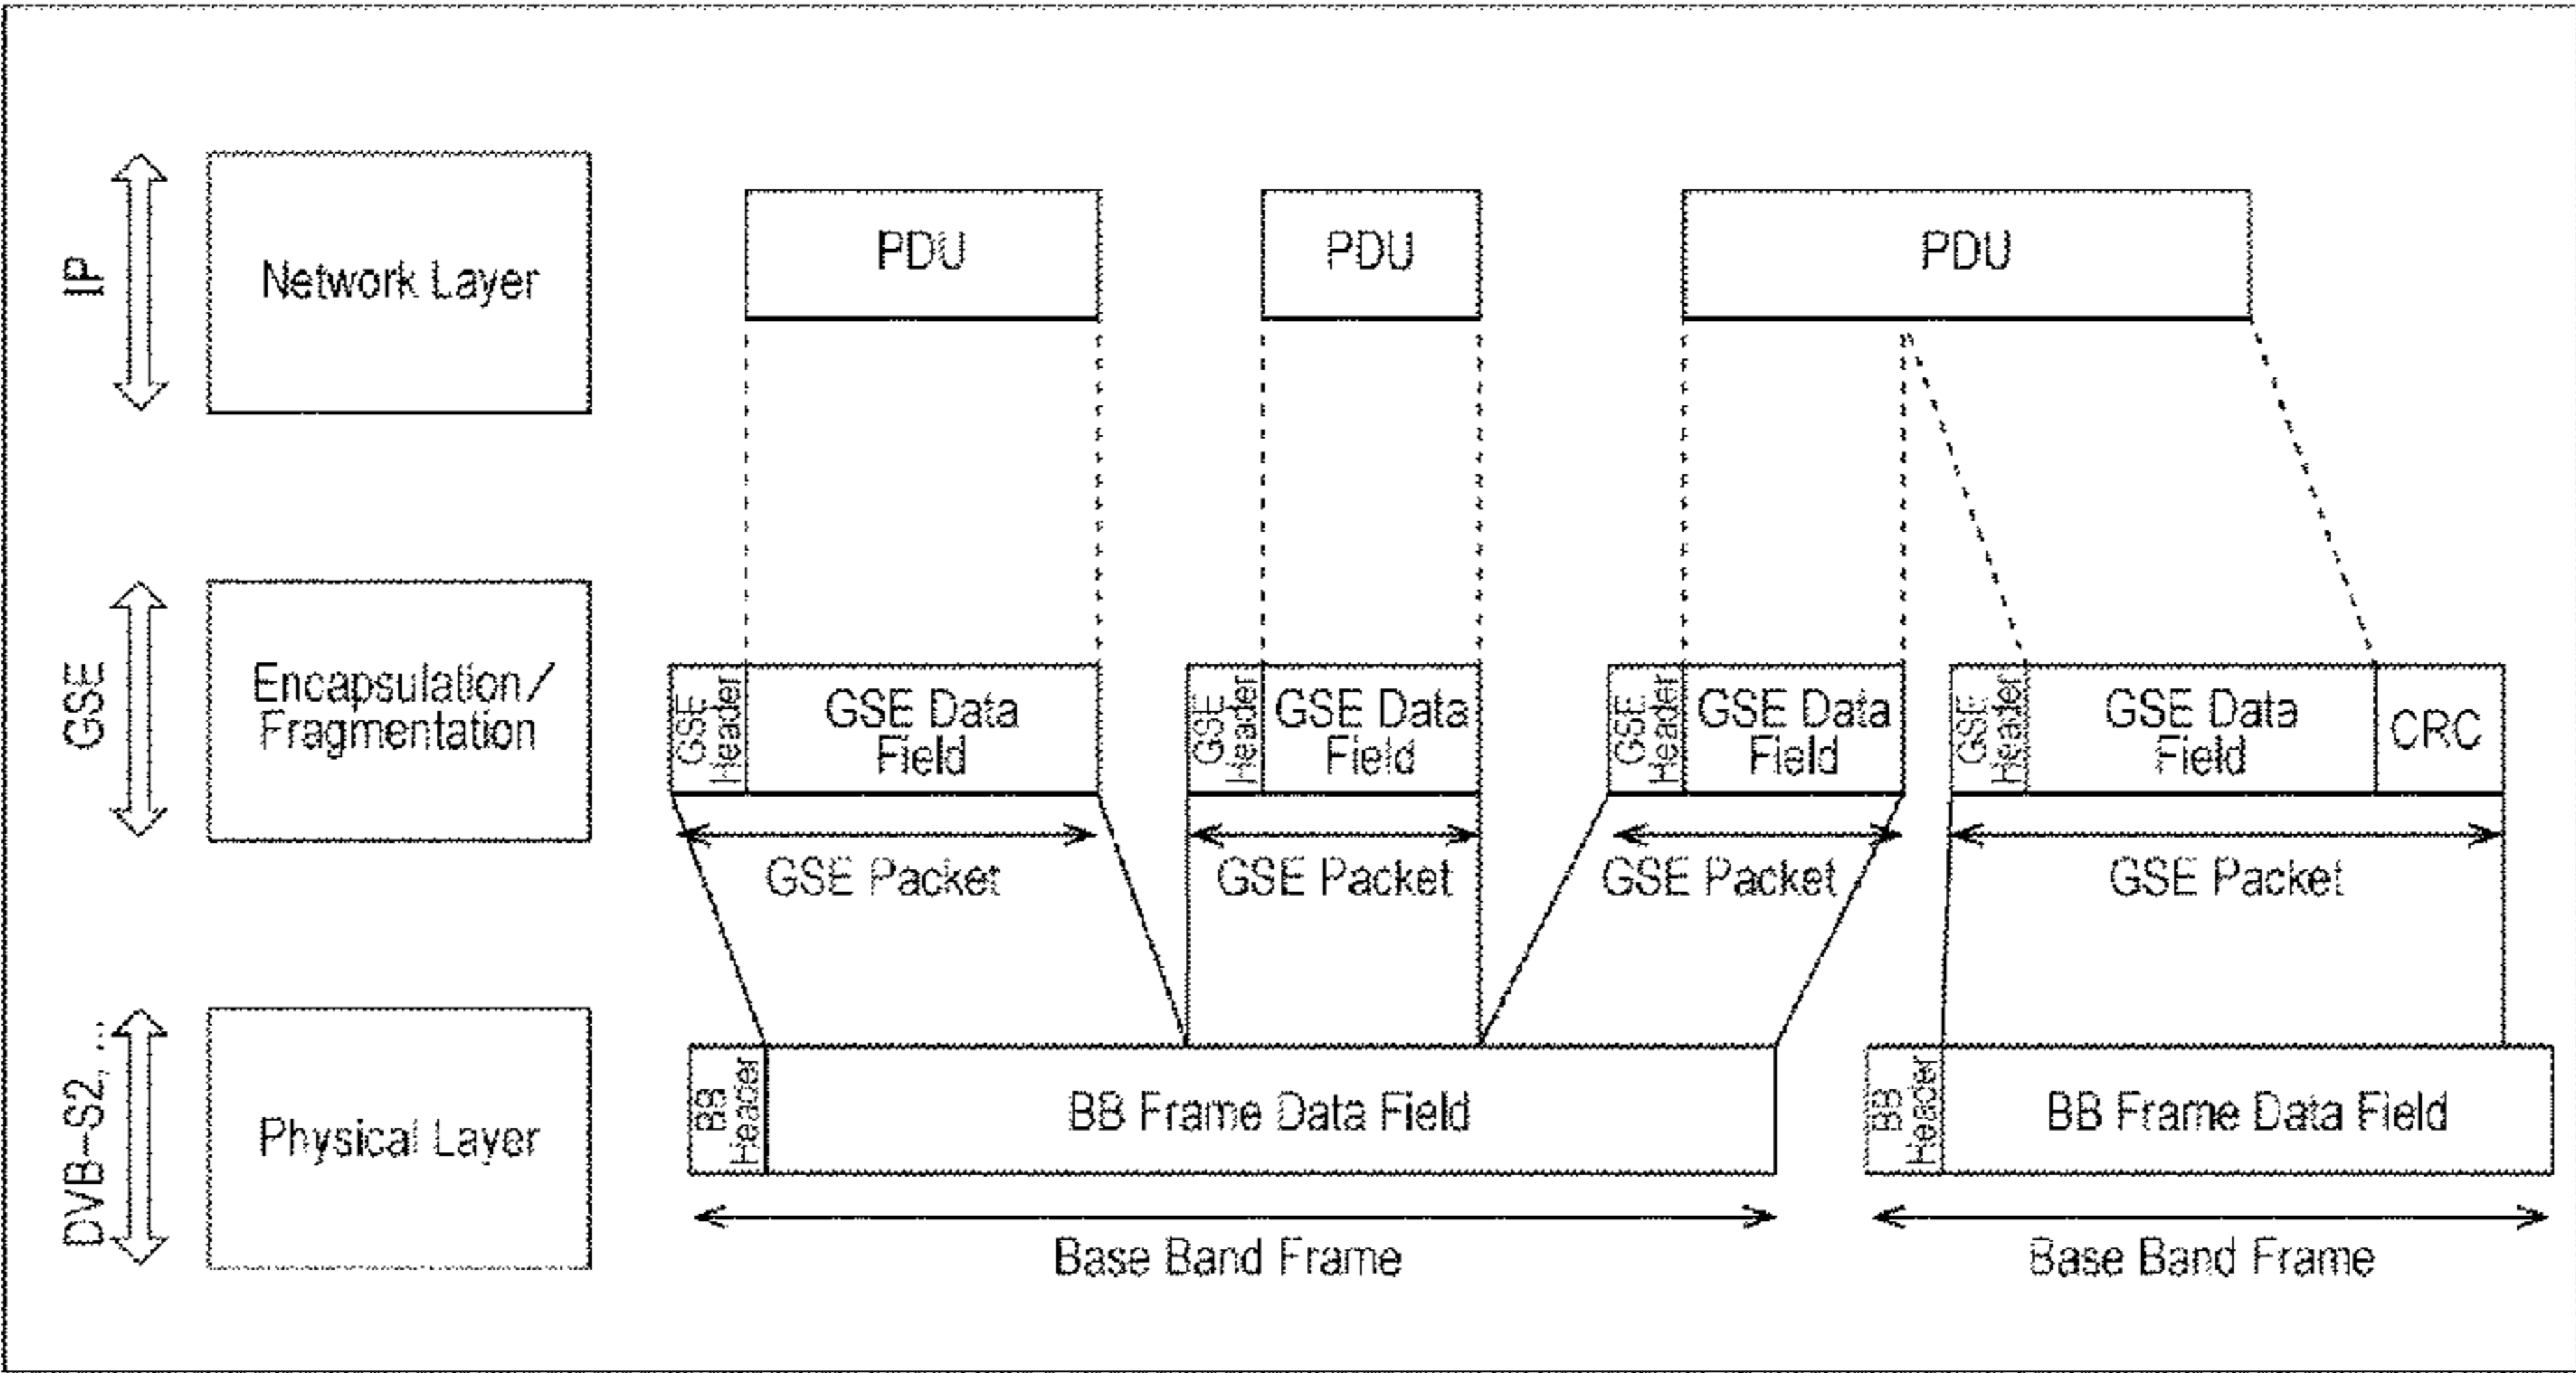 IP
Network Layer
PDU
PDU
PDU
GSE
Encapsulation/
Fragmentation
GSE
Header
GSE Data
Field
GSE
Header
GSE Data
Field
GSE
Header
GSE Data
Field
GSE
Header
GSE Data
Field
CRC
GSE Packet
GSE Packet
GSE Packet
GSE Packet
DVB-S2, ...
Physical Layer
BB
Header
BB Frame Data Field
BB
Header
BB Frame Data Field
Base Band Frame
Base Band Frame